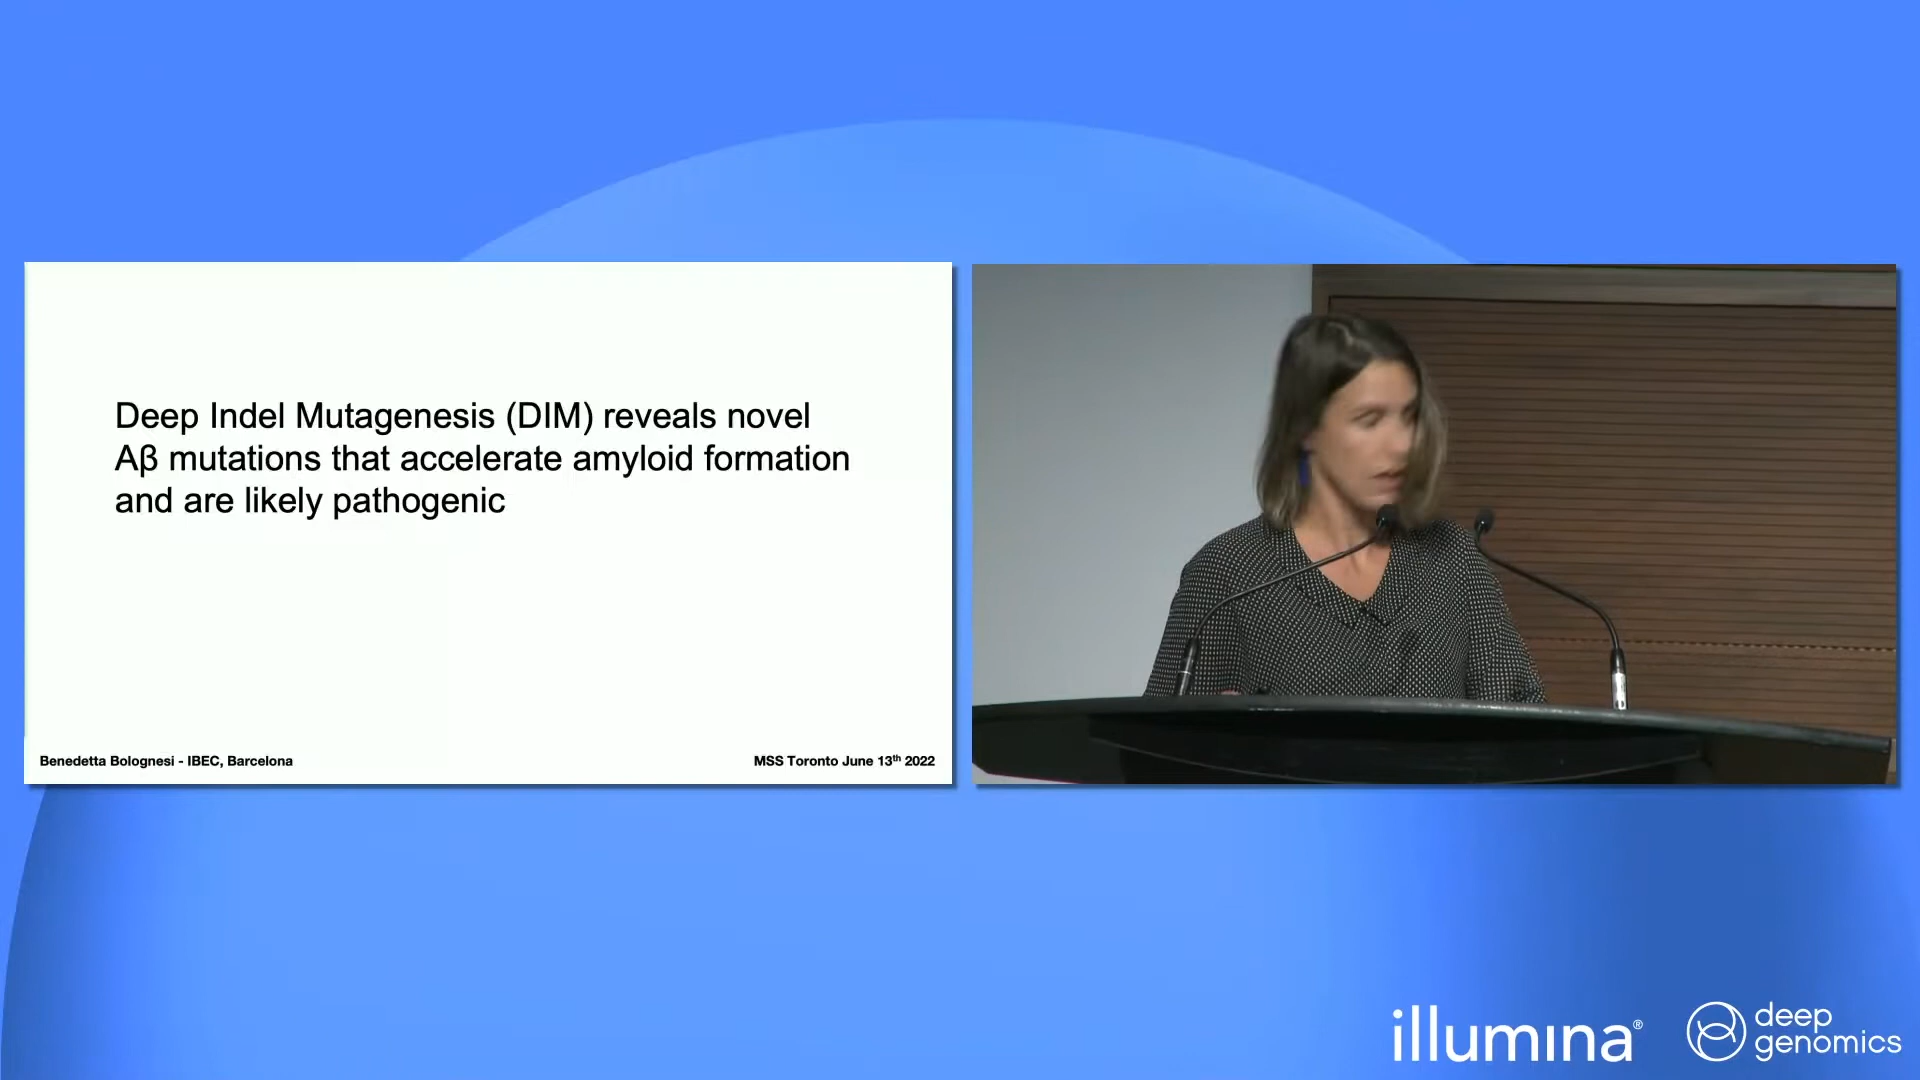 Deep Indel Mutagenesis (DIM) reveals novel
Aβ mutations that accelerate amyloid formation
and are likely pathogenic
Benedetta Bolognesi - IBEC, Barcelona
MSS Toronto June 13th 2022
illumına®
deep
genomics